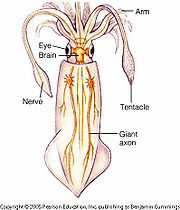 Arm
Eye
Brain
Nerve
Tentacle
Giant
axon
Copyright © 2005 Pearson Education, Inc. publishing as Benjamin Cummings